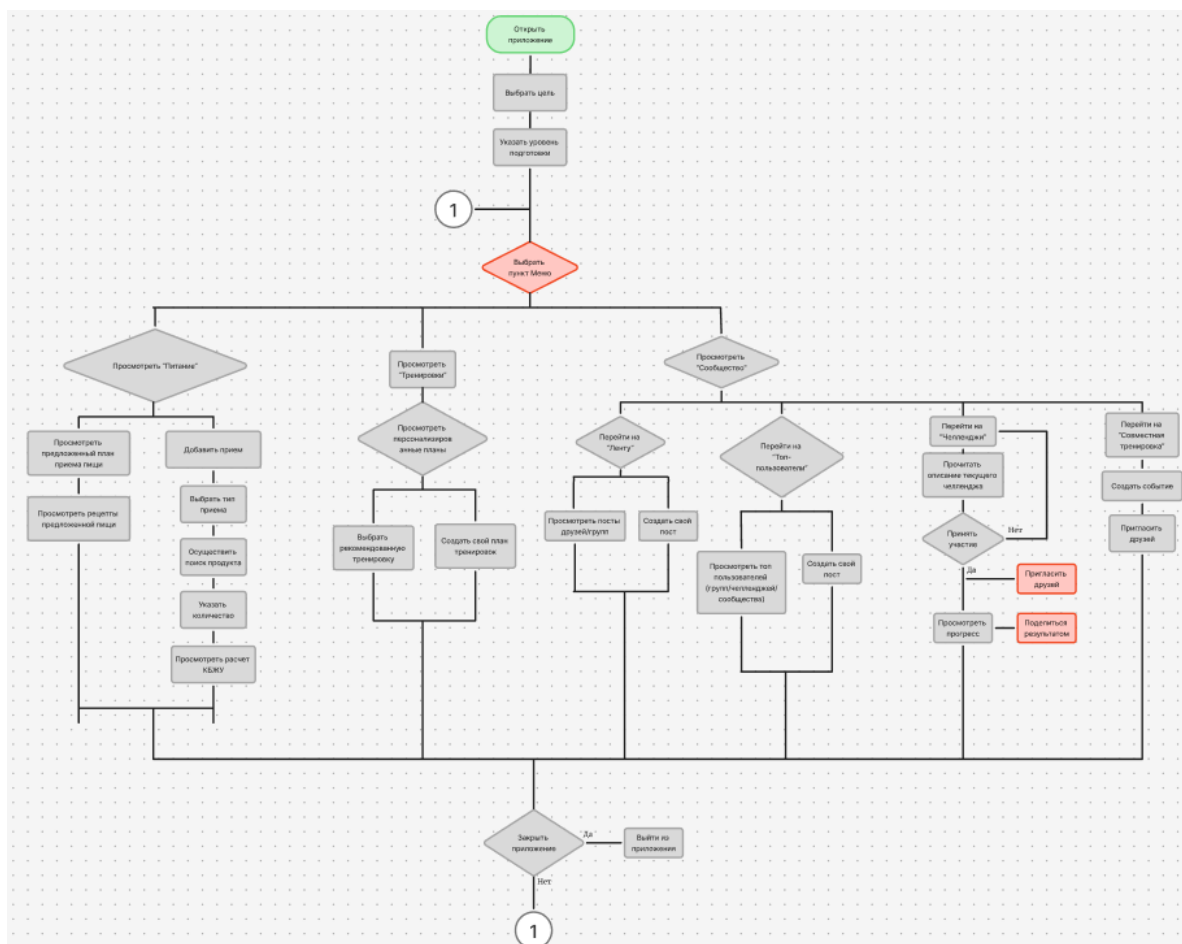 Открыть
приложение
Выбрать цель
Указать уровень
подготовки
1
Выбрать
пункт Меню
Просмотреть "Питание"
Просмотреть
"Тренировки"
Просмотреть
"Сообщество"
Просмотреть
предложенный план
приема пищи
Добавить прием
Просмотреть
персонализиров
анные планы
Перейти на
"Ленту"
Перейти на
"Топ-
пользователи"
Перейти на
"Челленджи"
Перейти на
"Совместная
тренировка"
Прочитать
описание текущего
челленджа
Создать событие
Просмотреть рецепты
предложенной пищи
Выбрать тип
приема
Выбрать
рекомендованную
тренировку
Создать свой план
тренировок
Просмотреть посты
друзей/групп
Создать свой
пост
Принять
участие
Нет
Пригласить
друзей
Осуществить
поиск продукта
Просмотреть топ
пользователей
(групп/челленджей/
сообщества)
Создать свой
пост
Да
Пригласить
друзей
Указать
количество
Просмотреть
прогресс
Поделиться
результатом
Просмотреть расчет
КБЖУ
Закрыть
приложение
Да
Выйти из
приложения
Нет
1